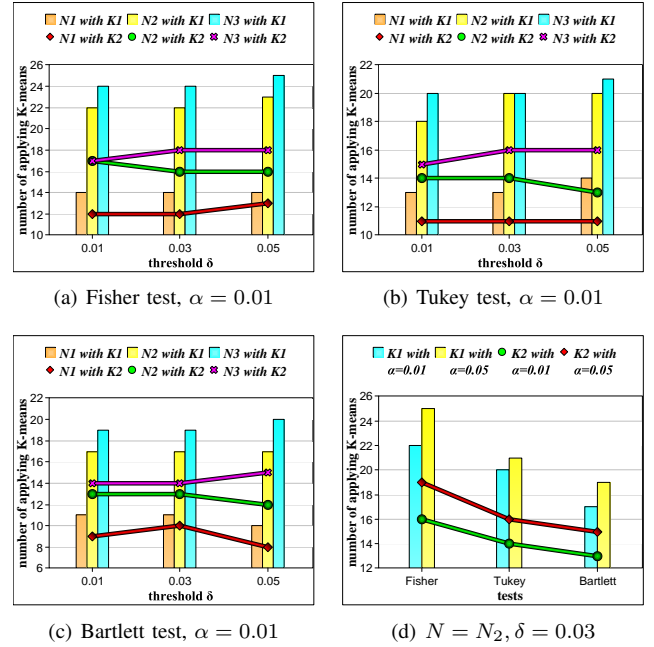 N1 with K1 N2 with K1 N3 with K1
N1 with K2 N2 with K2 N3 with K2
number of applying K-means
26
24
22
20
18
16
14
12
10
0.01 0.03 0.05
threshold δ
(a) Fisher test, α = 0.01
N1 with K1 N2 with K1 N3 with K1
N1 with K2 N2 with K2 N3 with K2
number of applying K-means
22
20
18
16
14
12
10
0.01 0.03 0.05
threshold δ
(b) Tukey test, α = 0.01
N1 with K1 N2 with K1 N3 with K1
N1 with K2 N2 with K2 N3 with K2
number of applying K-means
22
20
18
16
14
12
10
8
6
0.01 0.03 0.05
threshold δ
(c) Bartlett test, α = 0.01
K1 with K1 with K2 with K2 with
α=0.01 α=0.05 α=0.01 α=0.05
number of applying K-means
26
24
22
20
18
16
14
12
Fisher Tukey Bartlett
tests
(d) N = N₂, δ = 0.03